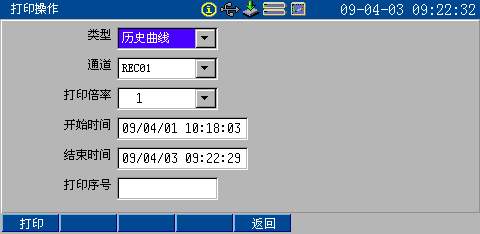 打印操作 09-04-03 09:22:32
类型 历史曲线
通道 REC01
打印倍率 1
开始时间 09/04/01 10:18:03
结束时间 09/04/03 09:22:29
打印序号
打印 返回